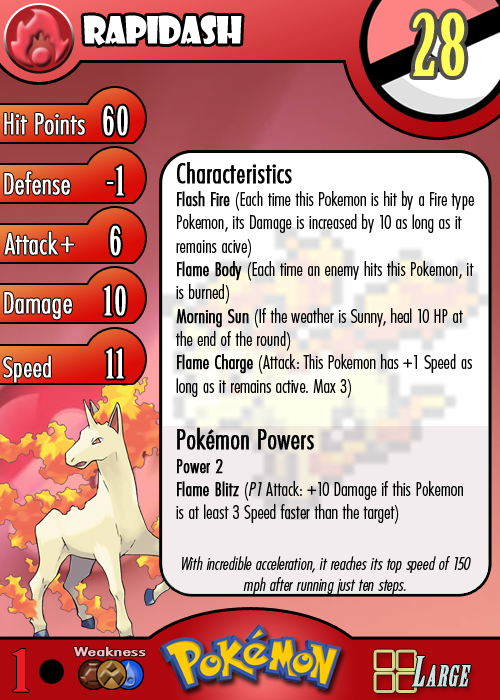 RAPIDASH
28
Hit Points 60
Defense -1
Attack+ 6
Damage 10
Speed 11
Characteristics
Flash Fire (Each time this Pokemon is hit by a Fire type
Pokemon, its Damage is increased by 10 as long as it
remains acive)
Flame Body (Each time an enemy hits this Pokemon, it
is burned)
Morning Sun (If the weather is Sunny, heal 10 HP at
the end of the round)
Flame Charge (Attack: This Pokemon has +1 Speed as
long as it remains active. Max 3)
Pokémon Powers
Power 2
Flame Blitz (P1 Attack: +10 Damage if this Pokemon
is at least 3 Speed faster than the target)
With incredible acceleration, it reaches its top speed of 150
mph after running just ten steps.
1
Weakness
POKéMON
LARGE